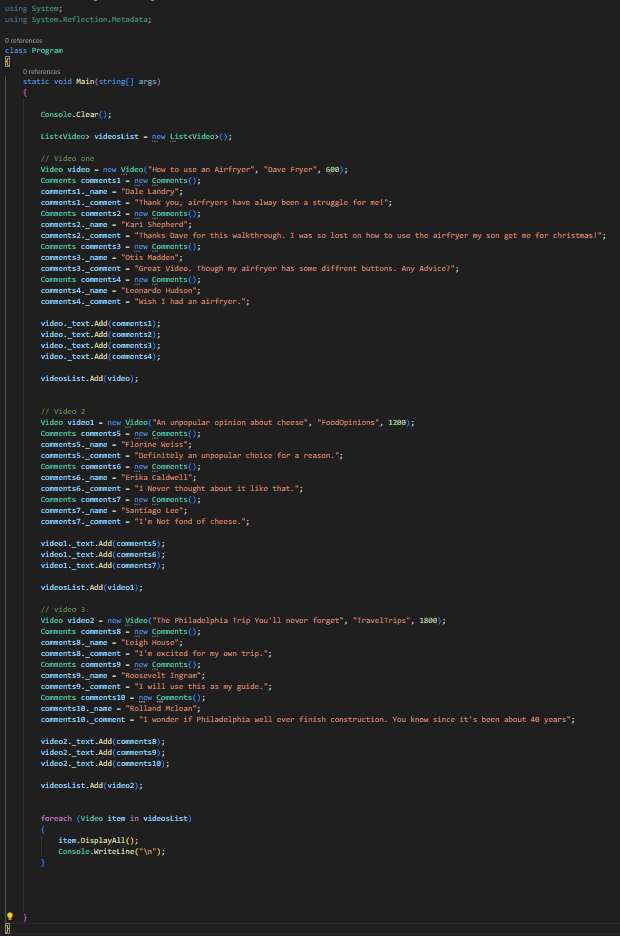 using System;
using System.Reflection.Metadata;
0 references
class Program
{
0 references
static void Main(string[] args)
{
Console.Clear();
List<Video> videosList = new List<Video>();
// Video one
Video video = new Video("How to use an Airfryer", "Dave Fryer", 600);
Comments comments1 = new Comments();
comments1._name = "Dale Landry";
comments1._comment = "Thank you, airfryers have alway been a struggle for me!";
Comments comments2 = new Comments();
comments2._name = "Kari Shepherd";
comments2._comment = "Thanks Dave for this walkthrough. I was so lost on how to use the airfryer my son get me for christmas!";
Comments comments3 = new Comments();
comments3._name = "Otis Madden";
comments3._comment = "Great Video. Though my airfryer has some diffrent buttons. Any Advice?";
Comments comments4 = new Comments();
comments4._name = "Leonardo Hudson";
comments4._comment = "Wish I had an airfryer.";
video._text.Add(comments1);
video._text.Add(comments2);
video._text.Add(comments3);
video._text.Add(comments4);
videosList.Add(video);
// Video 2
Video video1 = new Video("An unpopular opinion about cheese", "FoodOpinions", 1200);
Comments comments5 = new Comments();
comments5._name = "Florine Weiss";
comments5._comment = "Definitely an unpopular choice for a reason.";
Comments comments6 = new Comments();
comments6._name = "Erika Caldwell";
comments6._comment = "I Never thought about it like that.";
Comments comments7 = new Comments();
comments7._name = "Santiago Lee";
comments7._comment = "I'm Not fond of cheese.";
video1._text.Add(comments5);
video1._text.Add(comments6);
video1._text.Add(comments7);
videosList.Add(video1);
// video 3
Video video2 = new Video("The Philadelphia Trip You'll never forget", "TravelTrips", 1800);
Comments comments8 = new Comments();
comments8._name = "Leigh House";
comments8._comment = "I'm excited for my own trip.";
Comments comments9 = new Comments();
comments9._name = "Roosevelt Ingram";
comments9._comment = "I will use this as my guide.";
Comments comments10 = new Comments();
comments10._name = "Rolland Mclean";
comments10._comment = "I wonder if Philadelphia well ever finish construction. You know since it's been about 40 years";
video2._text.Add(comments8);
video2._text.Add(comments9);
video2._text.Add(comments10);
videosList.Add(video2);
foreach (Video item in videosList)
{
item.DisplayAll();
Console.WriteLine("\n");
}
}
}